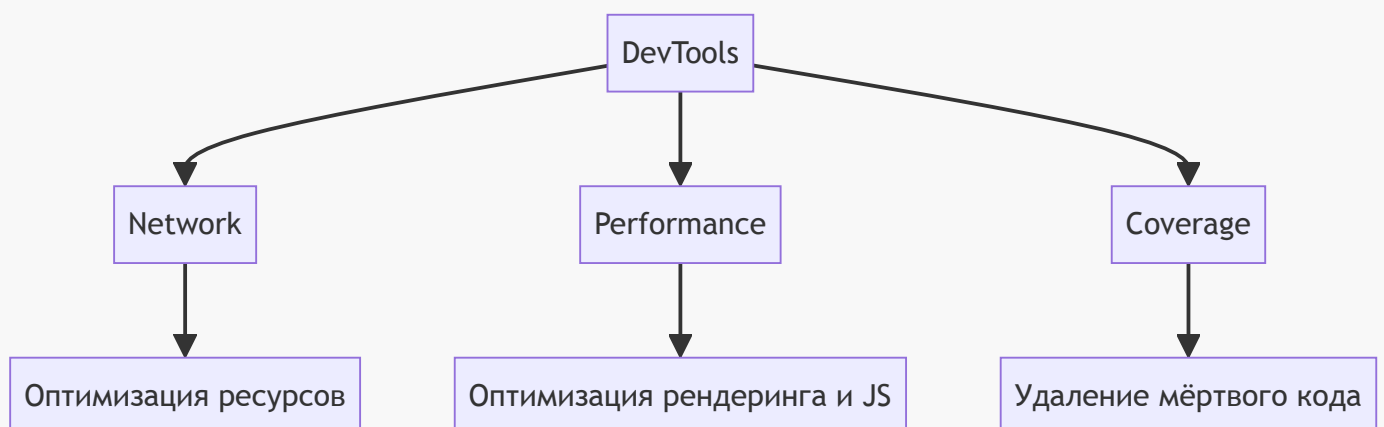 DevTools
Network
Performance
Coverage
Оптимизация ресурсов
Оптимизация рендеринга и JS
Удаление мёртвого кода